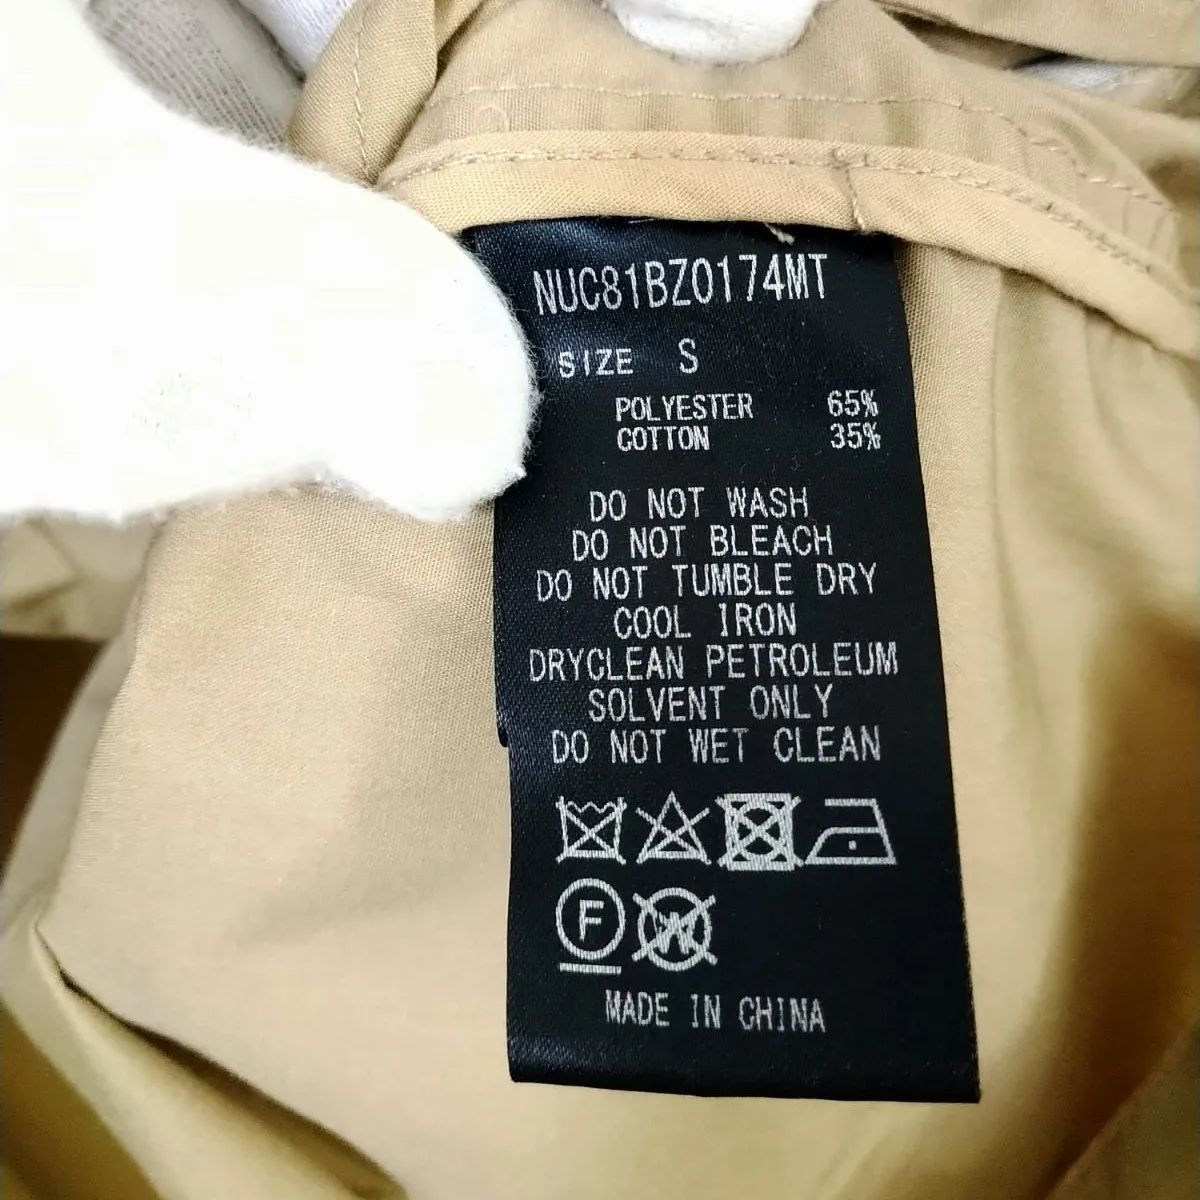 NUC81BZ0174MT
SIZE S
POLYESTER 65%
COTTON 35%
DO NOT WASH
DO NOT BLEACH
DO NOT TUMBLE DRY
COOL IRON
DRYCLEAN PETROLEUM
SOLVENT ONLY
DO NOT WET CLEAN
F W
MADE IN CHINA